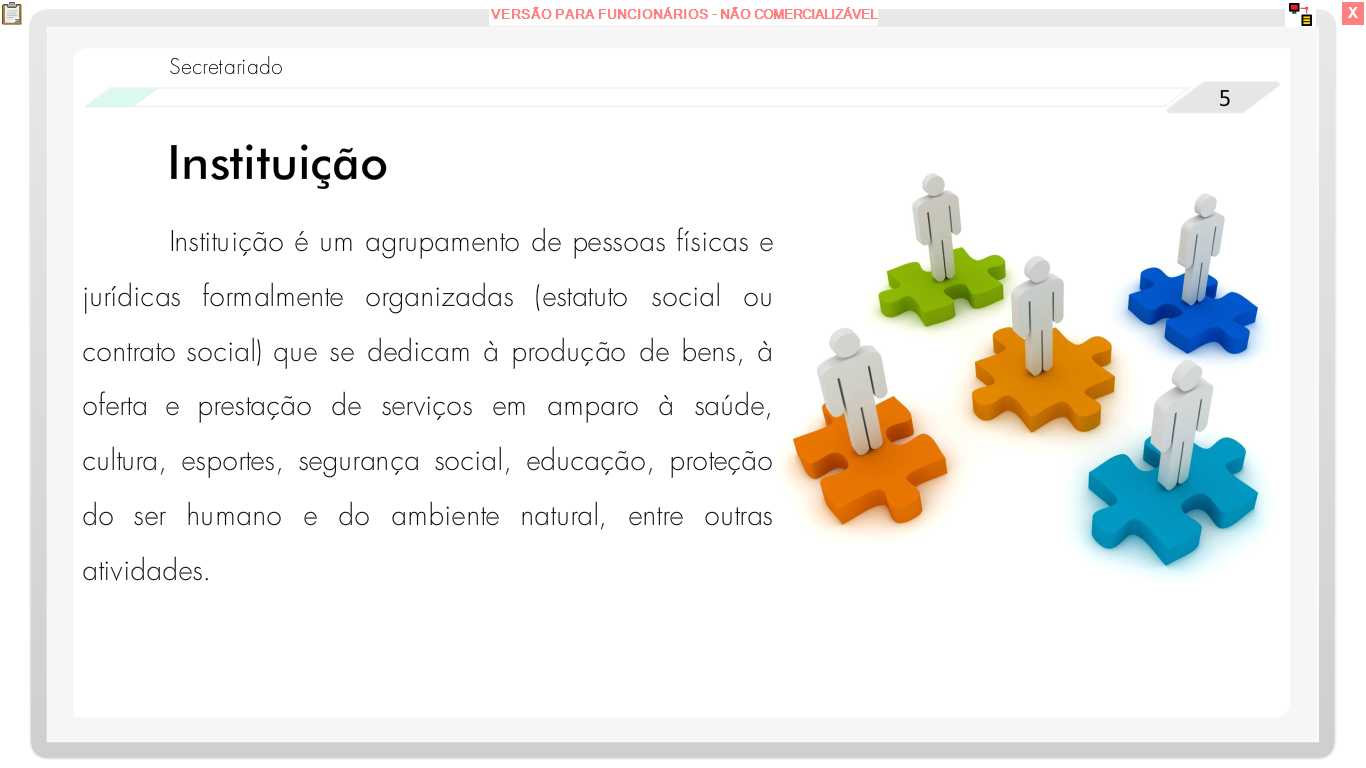 VERSÃO PARA FUNCIONÁRIOS - NÃO COMERCIALIZÁVEL
X
Secretariado
5
Instituição
Instituição é um agrupamento de pessoas físicas e
jurídicas formalmente organizadas (estatuto social ou
contrato social) que se dedicam à produção de bens, à
oferta e prestação de serviços em amparo à saúde,
cultura, esportes, segurança social, educação, proteção
do ser humano e do ambiente natural, entre outras
atividades.